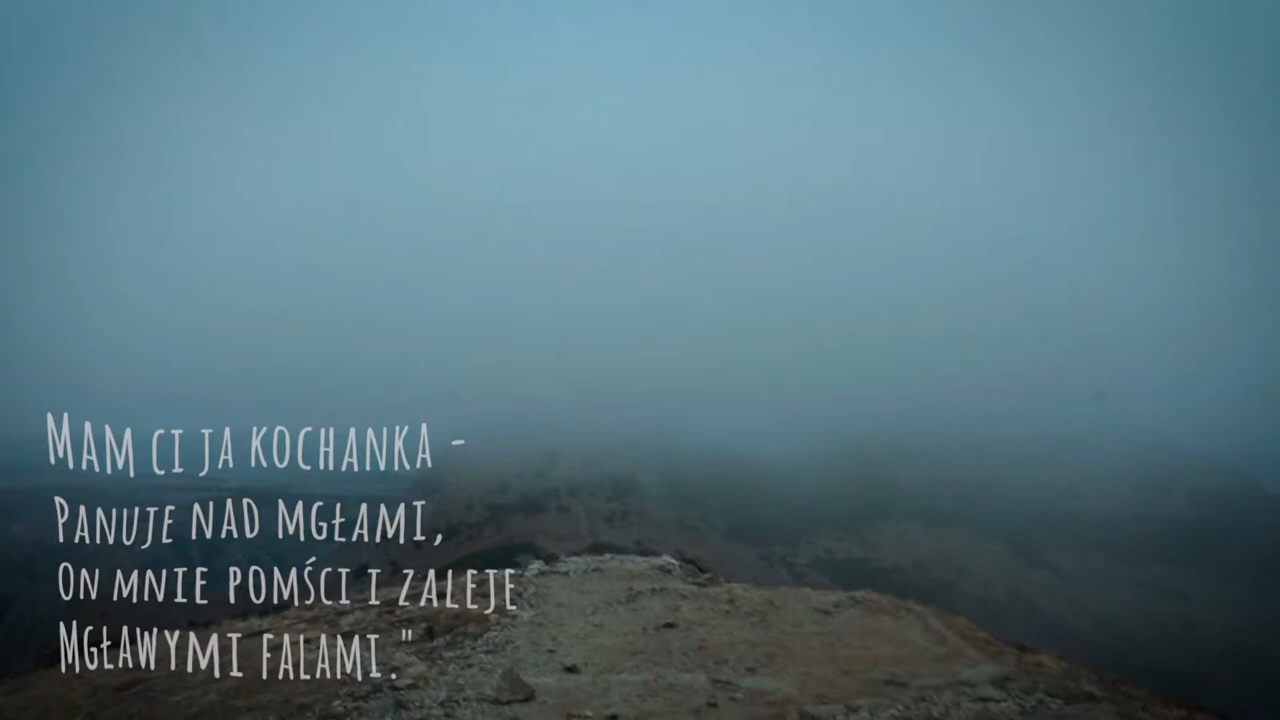 Mam ci ja kochanka -
Panuje nad mgłami,
On mnie pomści i zaleje
Mgławymi falami."